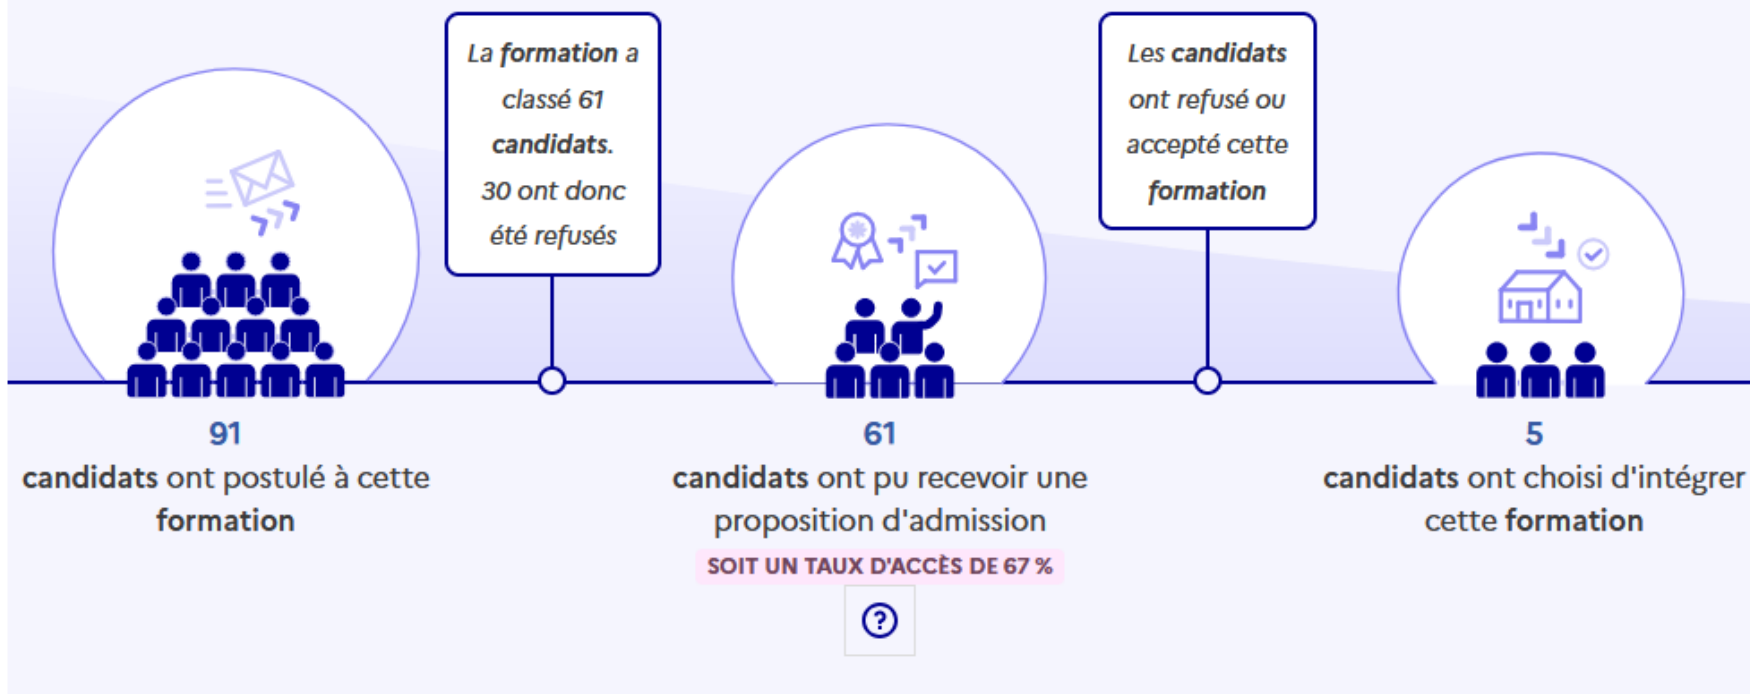 La formation a
classé 61
candidats.
30 ont donc
été refusés
Les candidats
ont refusé ou
accepté cette
formation
91
candidats ont postulé à cette
formation
61
candidats ont pu recevoir une
proposition d'admission
SOIT UN TAUX D'ACCÈS DE 67 %
?
5
candidats ont choisi d'intégrer
cette formation